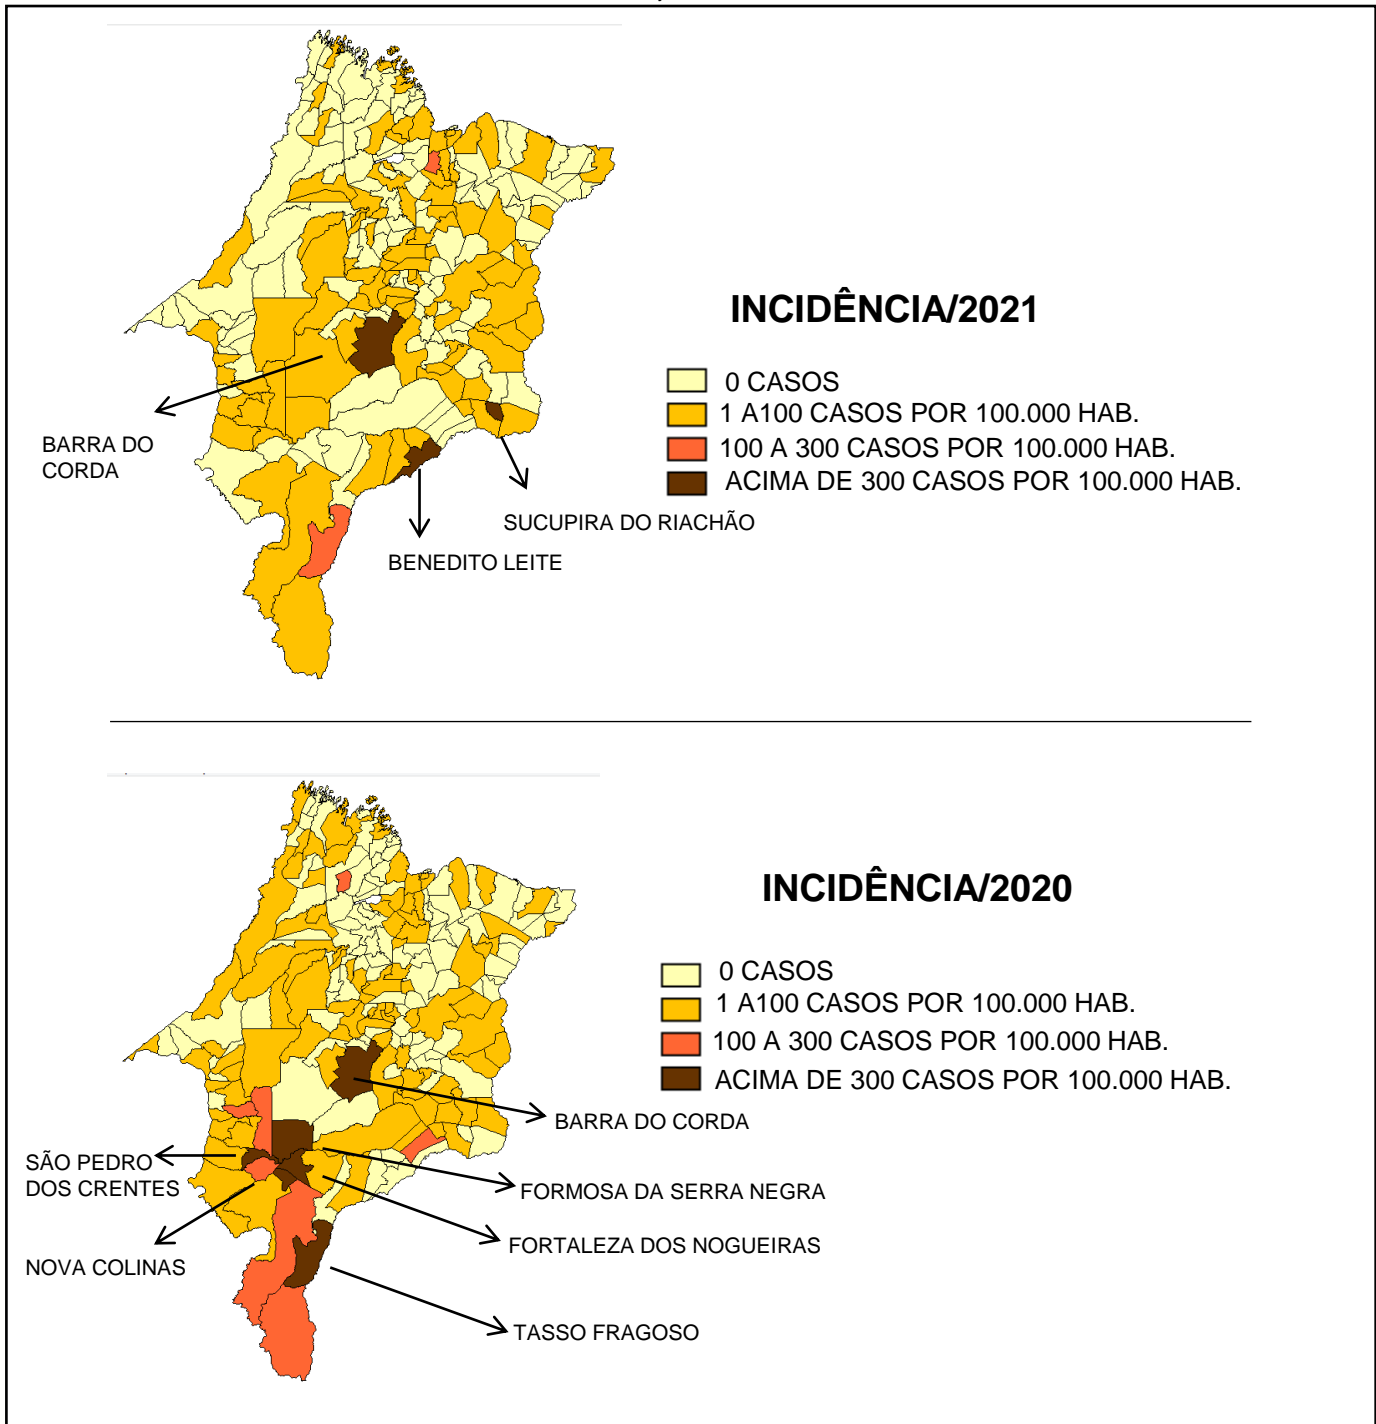 INCIDÊNCIA/2021
0 CASOS
1 A100 CASOS POR 100.000 HAB.
100 A 300 CASOS POR 100.000 HAB.
ACIMA DE 300 CASOS POR 100.000 HAB.
BARRA DO
CORDA
SUCUPIRA DO RIACHÃO
BENEDITO LEITE
INCIDÊNCIA/2020
0 CASOS
1 A100 CASOS POR 100.000 HAB.
100 A 300 CASOS POR 100.000 HAB.
ACIMA DE 300 CASOS POR 100.000 HAB.
BARRA DO CORDA
SÃO PEDRO
DOS CRENTES
FORMOSA DA SERRA NEGRA
FORTALEZA DOS NOGUEIRAS
NOVA COLINAS
TASSO FRAGOSO